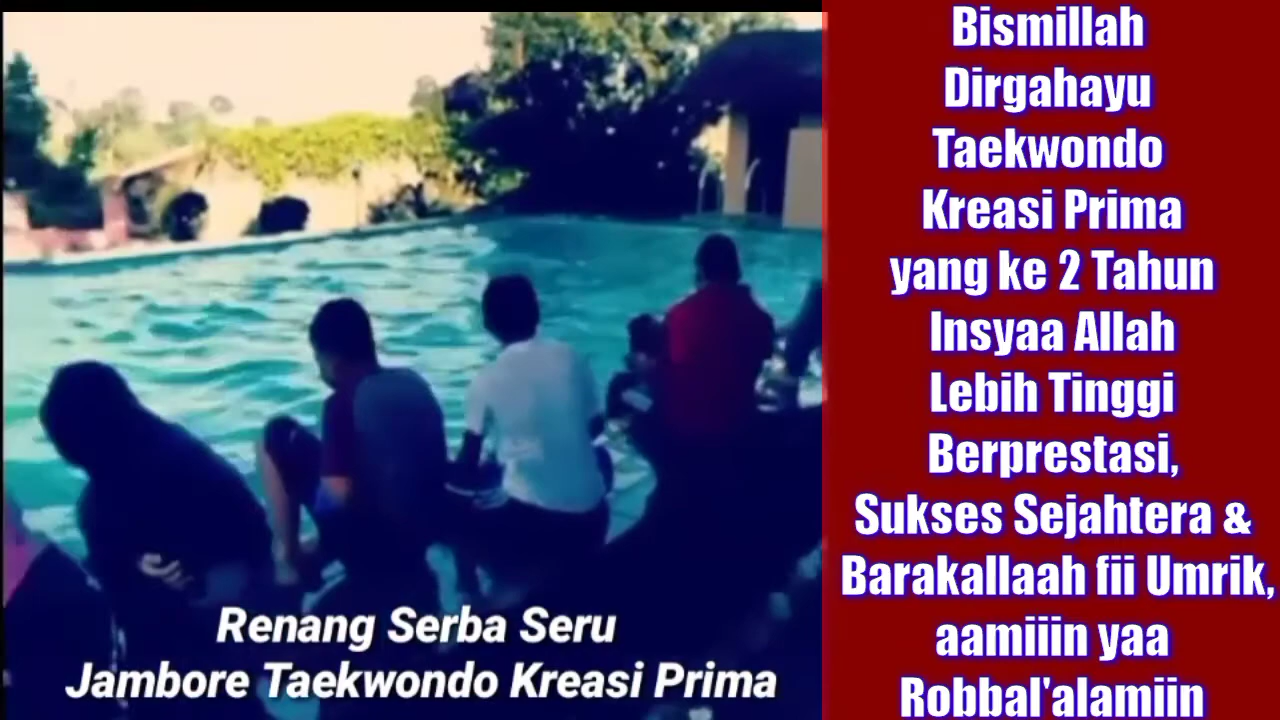 Renang Serba Seru
Jambore Taekwondo Kreasi Prima
Bismillah
Dirgahayu
Taekwondo
Kreasi Prima
yang ke 2 Tahun
Insyaa Allah
Lebih Tinggi
Berprestasi,
Sukses Sejahtera &
Barakallaah fii Umrik,
aamiiin yaa
Robbal'alamiin